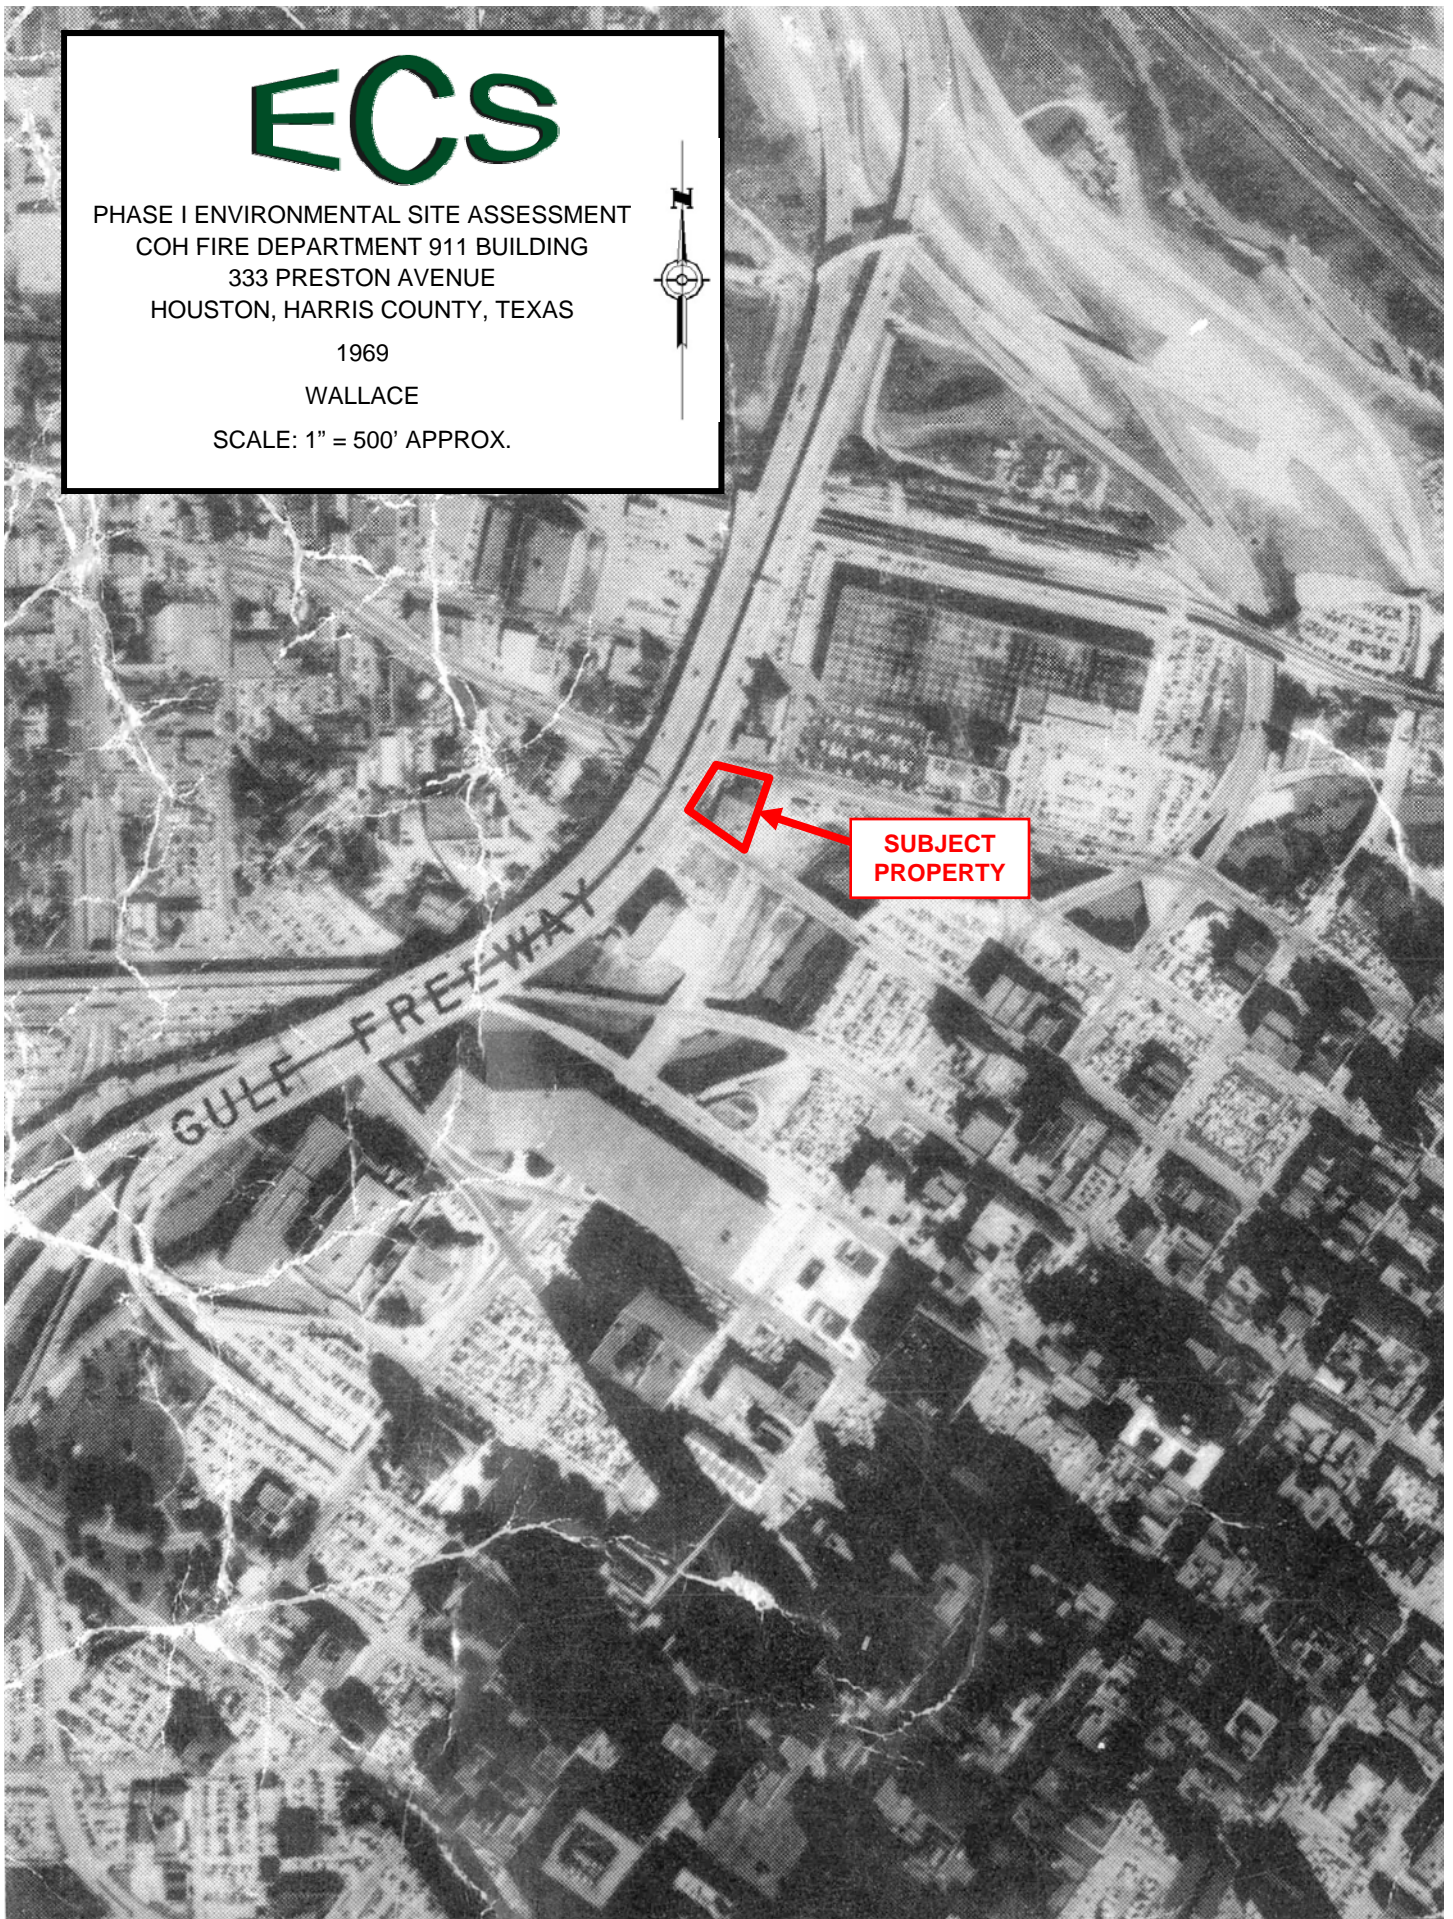 ECS
PHASE I ENVIRONMENTAL SITE ASSESSMENT
COH FIRE DEPARTMENT 911 BUILDING
333 PRESTON AVENUE
HOUSTON, HARRIS COUNTY, TEXAS
1969
WALLACE
SCALE: 1” = 500’ APPROX.
N
SUBJECT
PROPERTY
GULF FREEWAY